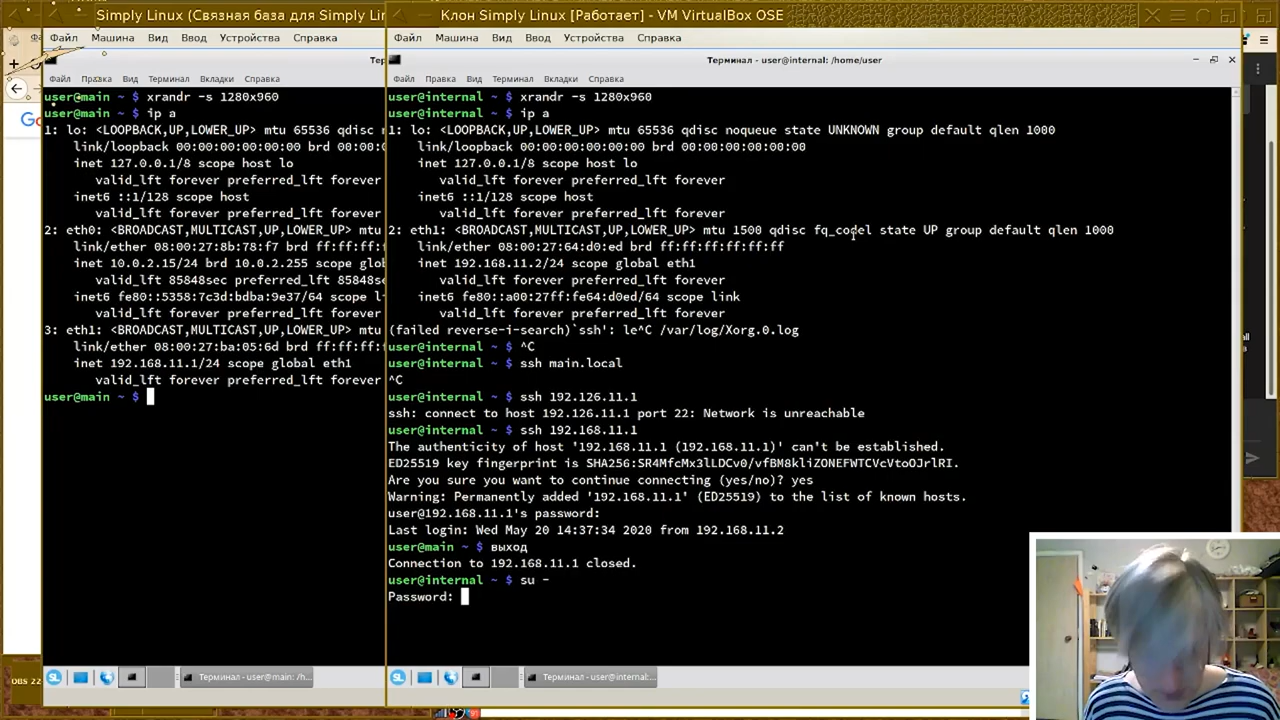 Simply Linux (Связная база для Simply Lin
Файл Машина Вид Ввод Устройства Справка
Файл Правка Вид Терминал Вкладки Справка
user@main ~ $ xrandr -s 1280x960
user@main ~ $ ip a
1: lo: <LOOPBACK,UP,LOWER_UP> mtu 65536 qdisc n
link/loopback 00:00:00:00:00:00 brd 00:00:0
inet 127.0.0.1/8 scope host lo
valid_lft forever preferred_lft forever
inet6 ::1/128 scope host
valid_lft forever preferred_lft forever
2: eth0: <BROADCAST,MULTICAST,UP,LOWER_UP> mtu
link/ether 08:00:27:8b:78:f7 brd ff:ff:ff:f
inet 10.0.2.15/24 brd 10.0.2.255 scope glob
valid_lft 85848sec preferred_lft 85848s
inet6 fe80::5358:7c3d:bdba:9e37/64 scope li
valid_lft forever preferred_lft forever
3: eth1: <BROADCAST,MULTICAST,UP,LOWER_UP> mtu
link/ether 08:00:27:ba:05:6d brd ff:ff:ff:f
inet 192.168.11.1/24 scope global eth1
valid_lft forever preferred_lft forever
user@main ~ $
Терминал - user@main: /h...
Клон Simply Linux [Работает] - VM VirtualBox OSE
Файл Машина Вид Ввод Устройства Справка
Терминал - user@internal: /home/user
Файл Правка Вид Терминал Вкладки Справка
user@internal ~ $ xrandr -s 1280x960
user@internal ~ $ ip a
1: lo: <LOOPBACK,UP,LOWER_UP> mtu 65536 qdisc noqueue state UNKNOWN group default qlen 1000
link/loopback 00:00:00:00:00:00 brd 00:00:00:00:00:00
inet 127.0.0.1/8 scope host lo
valid_lft forever preferred_lft forever
inet6 ::1/128 scope host
valid_lft forever preferred_lft forever
2: eth1: <BROADCAST,MULTICAST,UP,LOWER_UP> mtu 1500 qdisc fq_codel state UP group default qlen 1000
link/ether 08:00:27:64:d0:ed brd ff:ff:ff:ff:ff:ff
inet 192.168.11.2/24 scope global eth1
valid_lft forever preferred_lft forever
inet6 fe80::a00:27ff:fe64:d0ed/64 scope link
valid_lft forever preferred_lft forever
(failed reverse-i-search)`ssh': le^C /var/log/Xorg.0.log
user@internal ~ $ ^C
user@internal ~ $ ssh main.local
^C
user@internal ~ $ ssh 192.126.11.1
ssh: connect to host 192.126.11.1 port 22: Network is unreachable
user@internal ~ $ ssh 192.168.11.1
The authenticity of host '192.168.11.1 (192.168.11.1)' can't be established.
ED25519 key fingerprint is SHA256:SR4MfcMx3lLDCv0/vfBM8kliZONEFWTCVcVtoOJrlRI.
Are you sure you want to continue connecting (yes/no)? yes
Warning: Permanently added '192.168.11.1' (ED25519) to the list of known hosts.
user@192.168.11.1's password:
Last login: Wed May 20 14:37:34 2020 from 192.168.11.2
user@main ~ $ выход
Connection to 192.168.11.1 closed.
user@internal ~ $ su -
Password:
Терминал - user@internal:...
OBS 22